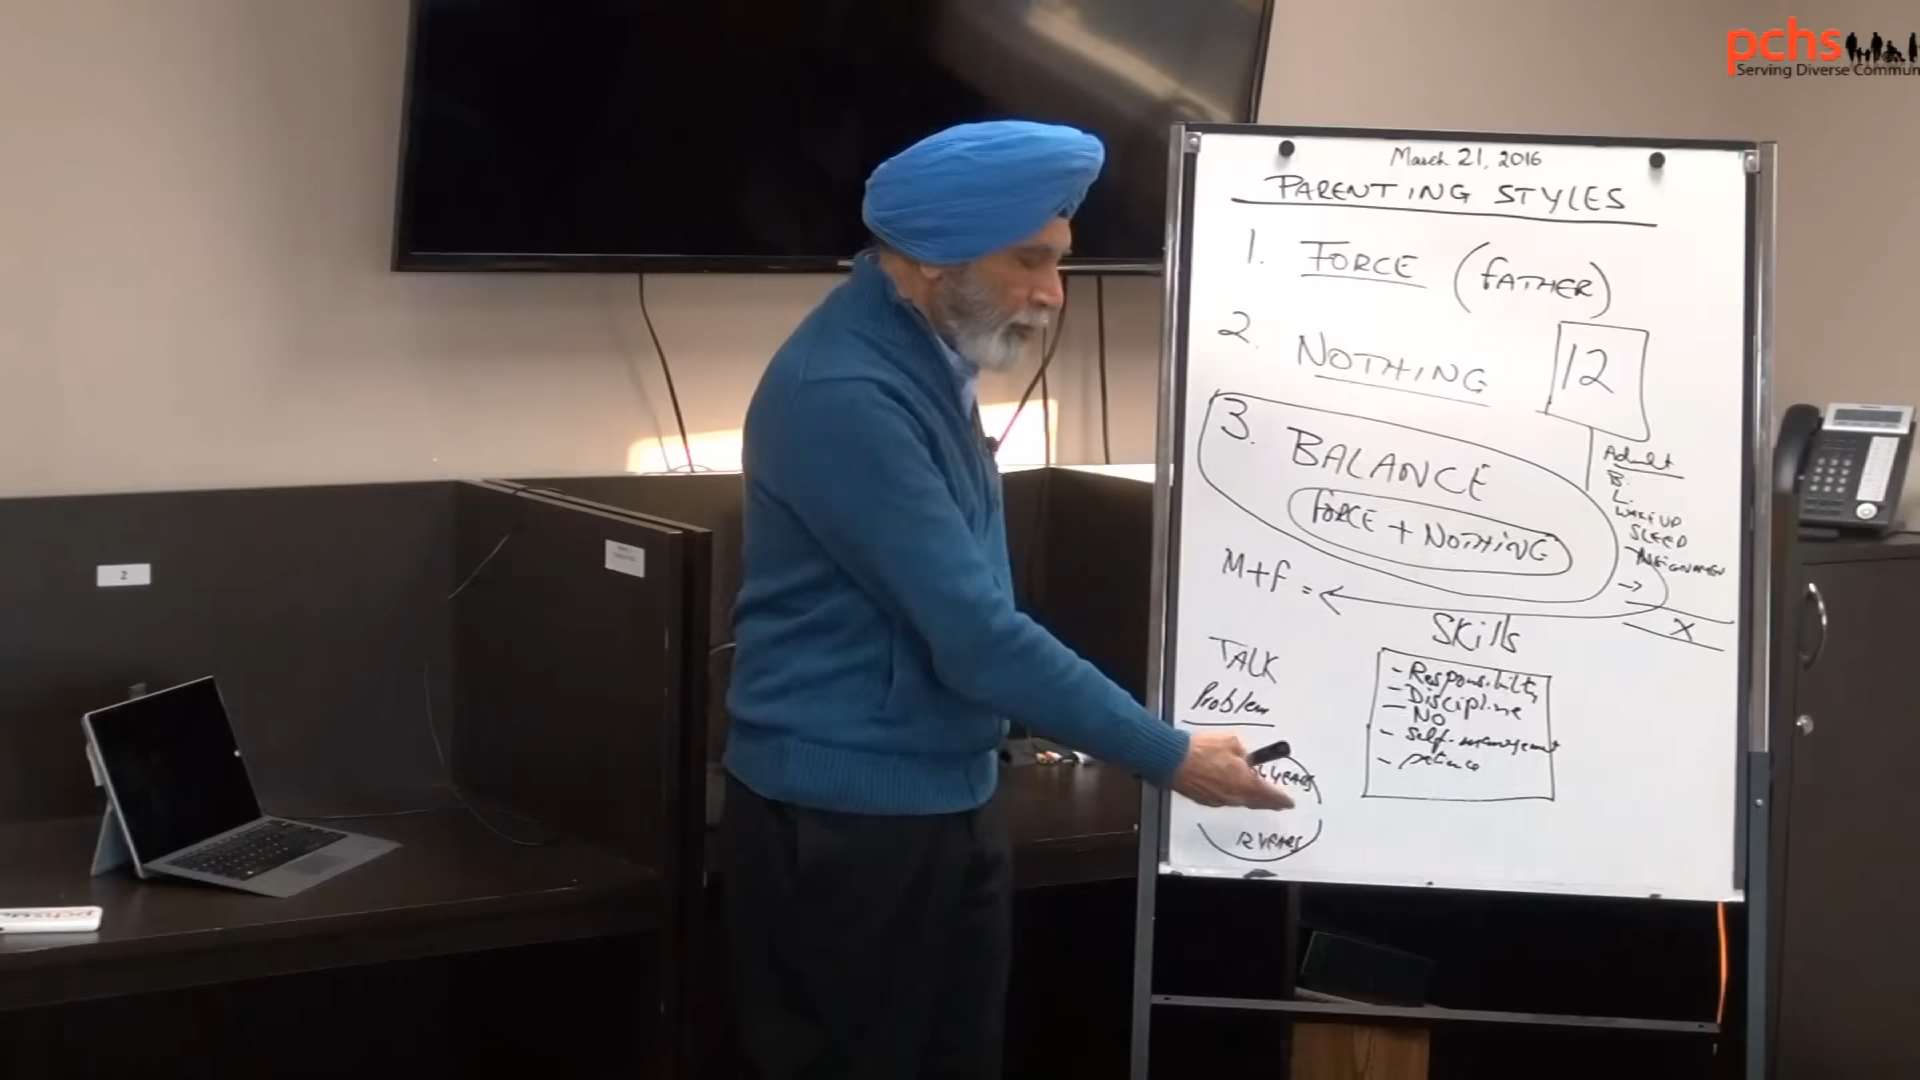 pchs
Serving Diverse Commun
March 21, 2016
PARENTING STYLES
1. FORCE (FATHER)
2. NOTHING
12
3. BALANCE
FORCE + NOTHING
Adult
B.
L.
WAKE UP
SLEEP
M+F =
→
X
Skills
- Responsibility
- Discipline
- No
- Self-management
-
TALK
Problem
YEARS
12 YEARS
2